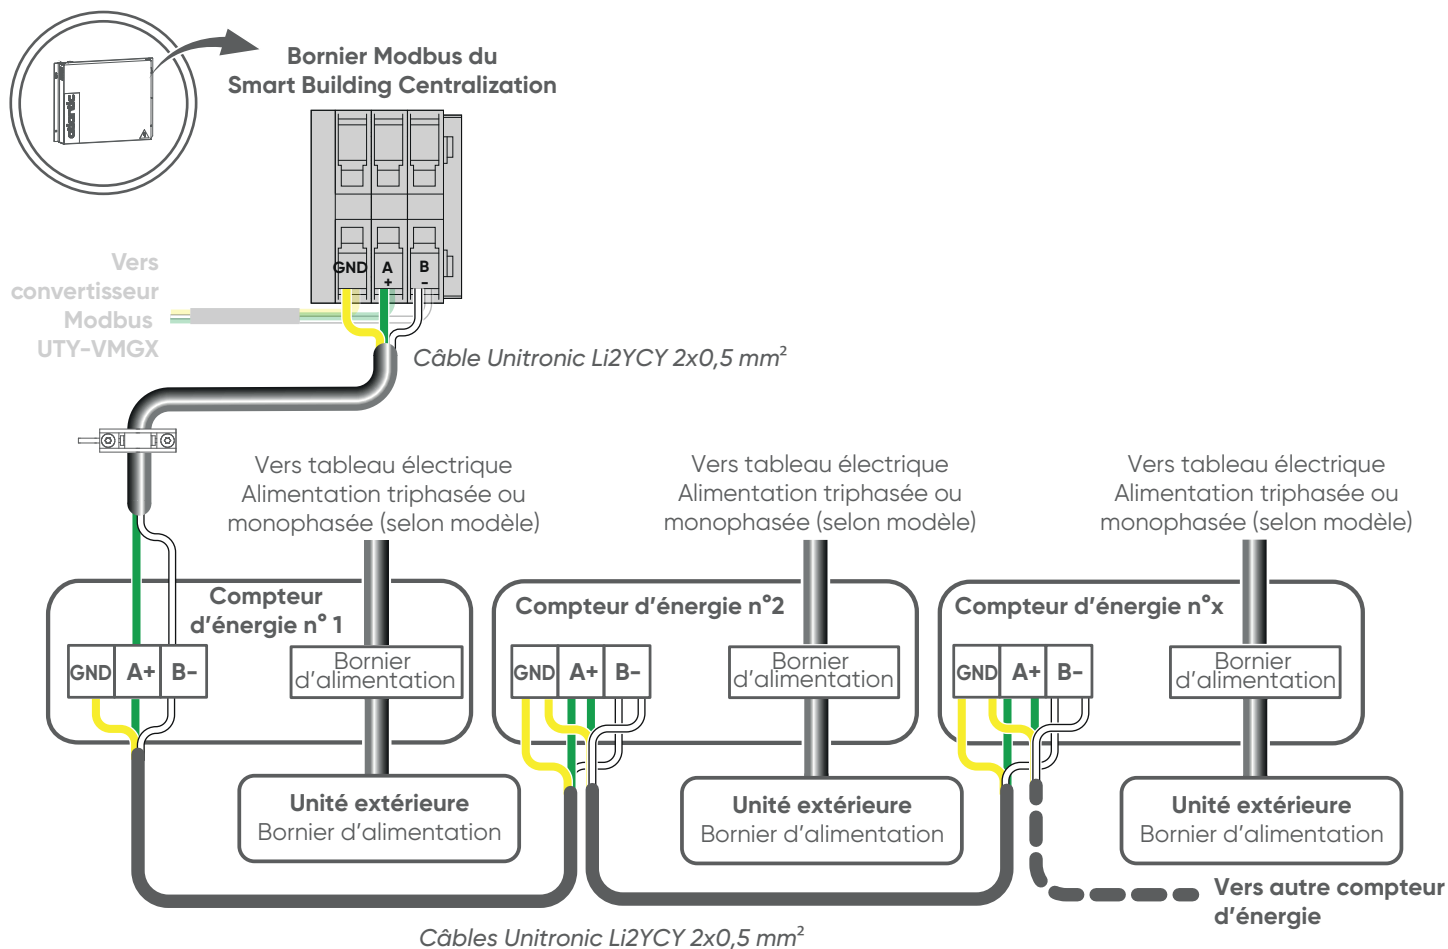 Bornier Modbus du
Smart Building Centralization
atlantic
GND A B
+ -
Vers
convertisseur
Modbus
UTY-VMGX
Câble Unitronic Li2YCY 2x0,5 mm²
Vers tableau électrique
Alimentation triphasée ou
monophasée (selon modèle)
Vers tableau électrique
Alimentation triphasée ou
monophasée (selon modèle)
Vers tableau électrique
Alimentation triphasée ou
monophasée (selon modèle)
Compteur
d'énergie n° 1
GND A+ B-
Bornier
d'alimentation
Compteur d'énergie n°2
GND A+ B-
Bornier
d'alimentation
Compteur d'énergie n°x
GND A+ B-
Bornier
d'alimentation
Unité extérieure
Bornier d'alimentation
Unité extérieure
Bornier d'alimentation
Unité extérieure
Bornier d'alimentation
Vers autre compteur
d'énergie
Câbles Unitronic Li2YCY 2x0,5 mm²